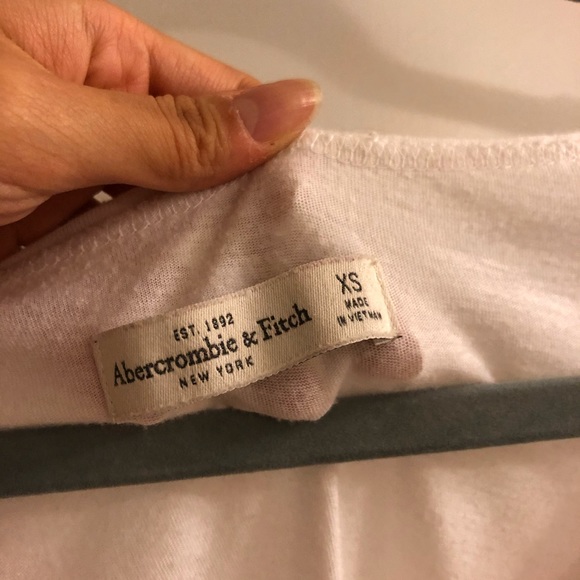 EST. 1892
Abercrombie & Fitch
NEW YORK
XS
MADE
IN VIETNAM